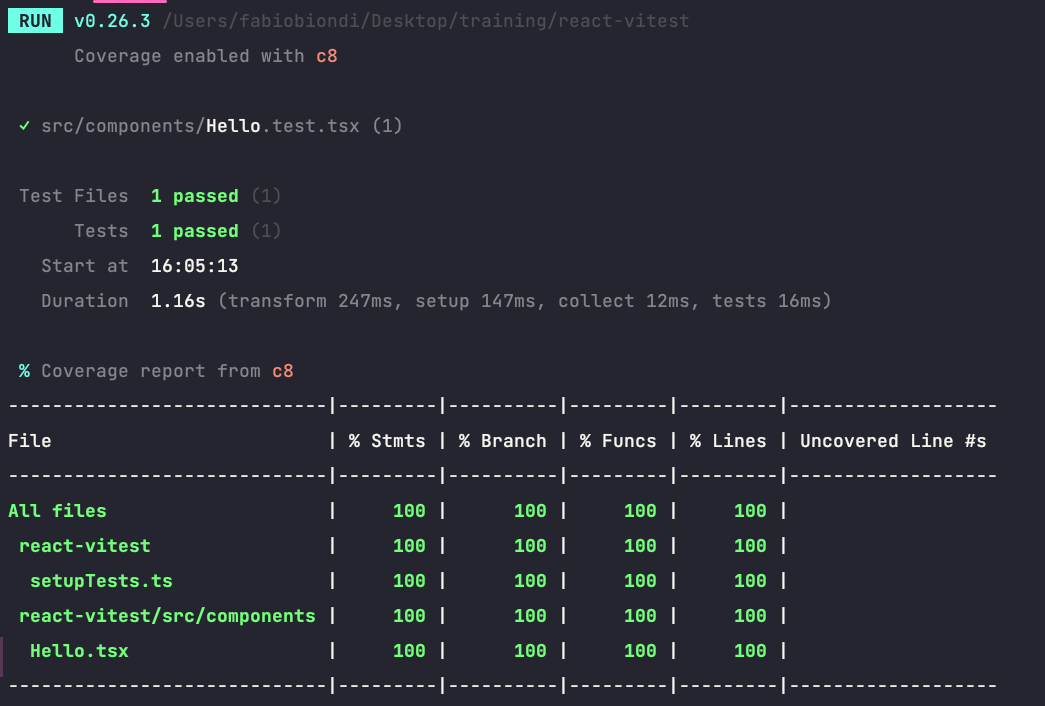 RUN v0.26.3 /Users/fabiobiondi/Desktop/training/react-vitest
Coverage enabled with c8
✓ src/components/Hello.test.tsx (1)
Test Files 1 passed (1)
Tests 1 passed (1)
Start at 16:05:13
Duration 1.16s (transform 247ms, setup 147ms, collect 12ms, tests 16ms)
% Coverage report from c8
-----------------------------|---------|----------|---------|---------|-------------------
File | % Stmts | % Branch | % Funcs | % Lines | Uncovered Line #s
-----------------------------|---------|----------|---------|---------|-------------------
All files | 100 | 100 | 100 | 100 |
react-vitest | 100 | 100 | 100 | 100 |
setupTests.ts | 100 | 100 | 100 | 100 |
react-vitest/src/components | 100 | 100 | 100 | 100 |
Hello.tsx | 100 | 100 | 100 | 100 |
-----------------------------|---------|----------|---------|---------|-------------------